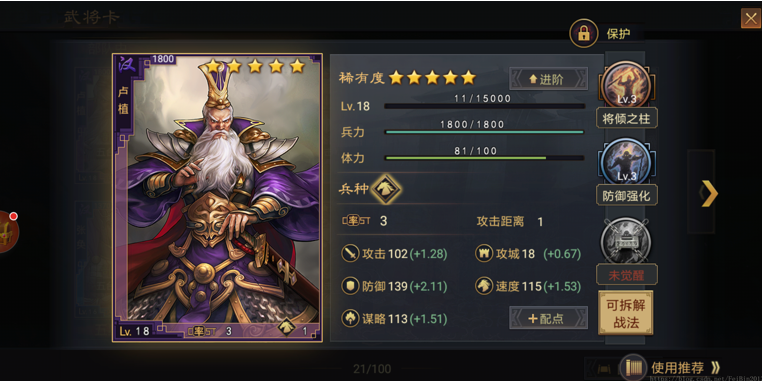 武将卡
保护
汉 1800
卢植
稀有度
进阶
Lv.18 11/15000
兵力 1800/1800
体力 81/100
兵种
3
攻击距离 1
攻击 102 (+1.28)
攻城 18 (+0.67)
防御 139 (+2.11)
速度 115 (+1.53)
谋略 113 (+1.51)
+配点
Lv.3
将倾之柱
Lv.3
防御强化
未觉醒
可拆解
战法
Lv. 18
3
1
21/100
使用推荐